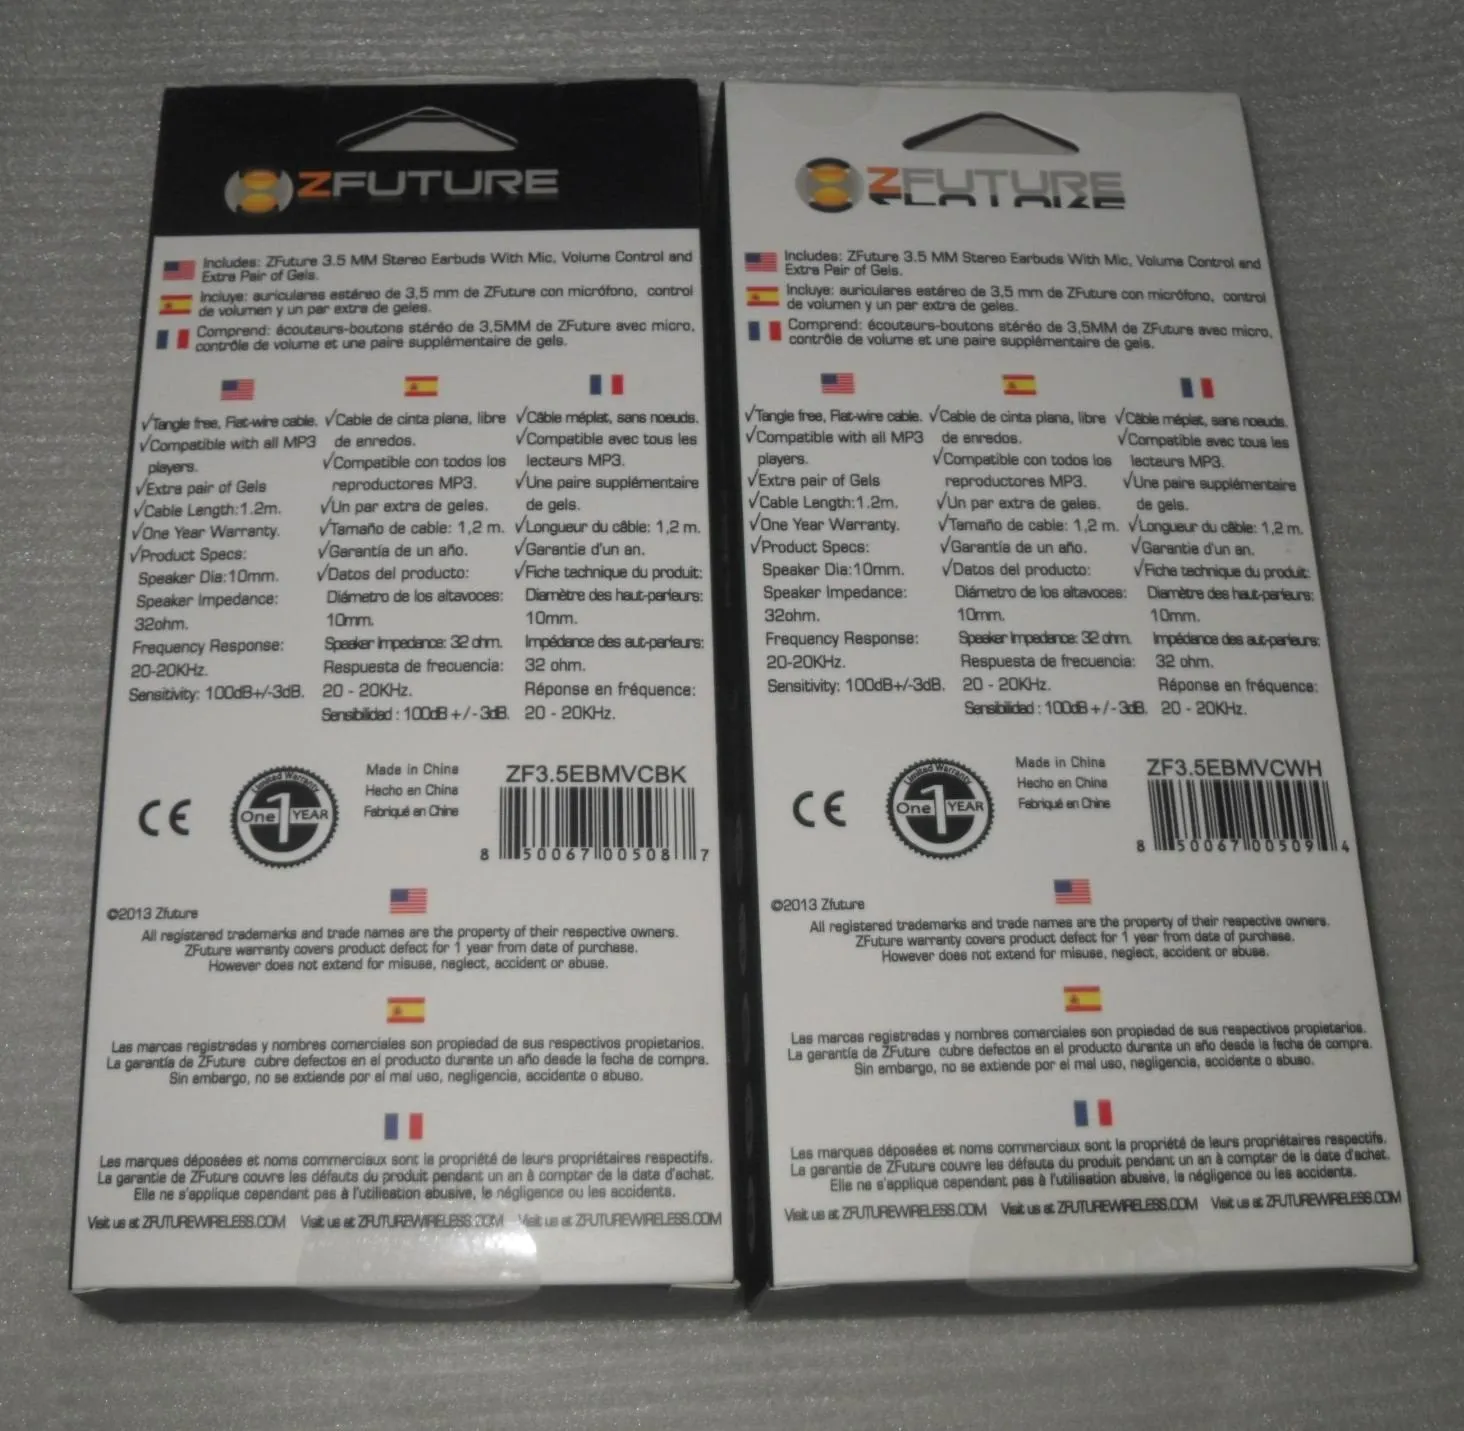 ZFUTURE
Includes: ZFuture 3.5 MM Stereo Earbuds With Mic, Volume Control and
Extra Pair of Gels.
Incluye: auriculares estéreo de 3,5 mm de ZFuture con micrófono, control
de volumen y un par extra de geles.
Comprend: écouteurs-boutons stéréo de 3,5MM de ZFuture avec micro,
contrôle de volume et une paire supplémentaire de gels.
√Tangle free, Flat-wire cable.
√Compatible with all MP3
players.
√Extra pair of Gels
√Cable Length:1.2m.
√One Year Warranty.
√Product Specs:
Speaker Dia:10mm.
Speaker Impedance:
32ohm.
Frequency Response:
20-20KHz.
Sensitivity: 100dB+/-3dB.
√Cable de cinta plana, libre
de enredos.
√Compatible con todos los
reproductores MP3.
√Un par extra de geles.
√Tamaño de cable: 1,2 m.
√Garantía de un año.
√Datos del producto:
Diámetro de los altavoces:
10mm.
Speaker Impedance: 32 ohm.
Respuesta de frecuencia:
20 - 20KHz.
Sensibilidad : 100dB +/- 3dB.
√Câble méplat, sans noeuds.
√Compatible avec tous les
lecteurs MP3.
√Une paire supplémentaire
de gels.
√Longueur du câble: 1,2 m.
√Garantie d'un an.
√Fiche technique du produit:
Diamètre des haut-parleurs:
10mm.
Impédance des aut-parleurs:
32 ohm.
Réponse en fréquence:
20 - 20KHz.
CE
Limited Warranty
One 1 YEAR
Made in China
Hecho en China
Fabriqué en Chine
ZF3.5EBMVCBK
8 50067 00508 7
©2013 Zfuture
All registered trademarks and trade names are the property of their respective owners.
ZFuture warranty covers product defect for 1 year from date of purchase.
However does not extend for misuse, neglect, accident or abuse.
Las marcas registradas y nombres comerciales son propiedad de sus respectivos propietarios.
La garantía de ZFuture cubre defectos en el producto durante un año desde la fecha de compra.
Sin embargo, no se extiende por el mal uso, negligencia, accidente o abuso.
Les marques déposées et noms commerciaux sont la propriété de leurs propriétaires respectifs.
La garantie de ZFuture couvre les défauts du produit pendant un an à compter de la date d'achat.
Elle ne s'applique cependant pas à l'utilisation abusive, la négligence ou les accidents.
Visit us at ZFUTUREWIRELESS.COM Visit us at ZFUTUREWIRELESS.COM Visit us at ZFUTUREWIRELESS.COM
ZFUTURE
Includes: ZFuture 3.5 MM Stereo Earbuds With Mic, Volume Control and
Extra Pair of Gels.
Incluye: auriculares estéreo de 3,5 mm de ZFuture con micrófono, control
de volumen y un par extra de geles.
Comprend: écouteurs-boutons stéréo de 3,5MM de ZFuture avec micro,
contrôle de volume et une paire supplémentaire de gels.
√Tangle free, Flat-wire cable.
√Compatible with all MP3
players.
√Extra pair of Gels
√Cable Length:1.2m.
√One Year Warranty.
√Product Specs:
Speaker Dia:10mm.
Speaker Impedance:
32ohm.
Frequency Response:
20-20KHz.
Sensitivity: 100dB+/-3dB.
√Cable de cinta plana, libre
de enredos.
√Compatible con todos los
reproductores MP3.
√Un par extra de geles.
√Tamaño de cable: 1,2 m.
√Garantía de un año.
√Datos del producto:
Diámetro de los altavoces:
10mm.
Speaker Impedance: 32 ohm.
Respuesta de frecuencia:
20 - 20KHz.
Sensibilidad : 100dB +/- 3dB.
√Câble méplat, sans noeuds.
√Compatible avec tous les
lecteurs MP3.
√Une paire supplémentaire
de gels.
√Longueur du câble: 1,2 m.
√Garantie d'un an.
√Fiche technique du produit:
Diamètre des haut-parleurs:
10mm.
Impédance des aut-parleurs:
32 ohm.
Réponse en fréquence:
20 - 20KHz.
CE
Limited Warranty
One 1 YEAR
Made in China
Hecho en China
Fabriqué en Chine
ZF3.5EBMVCWH
8 50067 00509 4
©2013 Zfuture
All registered trademarks and trade names are the property of their respective owners.
ZFuture warranty covers product defect for 1 year from date of purchase.
However does not extend for misuse, neglect, accident or abuse.
Las marcas registradas y nombres comerciales son propiedad de sus respectivos propietarios.
La garantía de ZFuture cubre defectos en el producto durante un año desde la fecha de compra.
Sin embargo, no se extiende por el mal uso, negligencia, accidente o abuso.
Les marques déposées et noms commerciaux sont la propriété de leurs propriétaires respectifs.
La garantie de ZFuture couvre les défauts du produit pendant un an à compter de la date d'achat.
Elle ne s'applique cependant pas à l'utilisation abusive, la négligence ou les accidents.
Visit us at ZFUTUREWIRELESS.COM Visit us at ZFUTUREWIRELESS.COM Visit us at ZFUTUREWIRELESS.COM